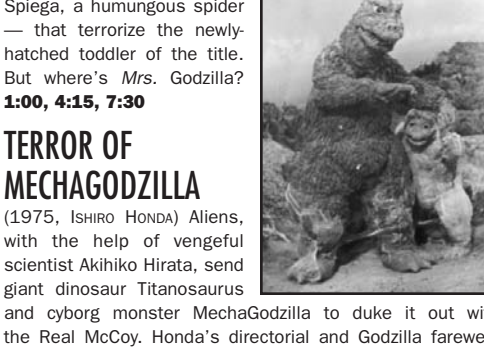 Spiega, a humungous spider
— that terrorize the newly-
hatched toddler of the title.
But where's Mrs. Godzilla?
1:00, 4:15, 7:30
TERROR OF
MECHAGODZILLA
(1975, ISHIRO HONDA) Aliens,
with the help of vengeful
scientist Akihiko Hirata, send
giant dinosaur Titanosaurus
and cyborg monster MechaGodzilla to duke it out wi
the Real McCoy. Honda's directorial and Godzilla farewe